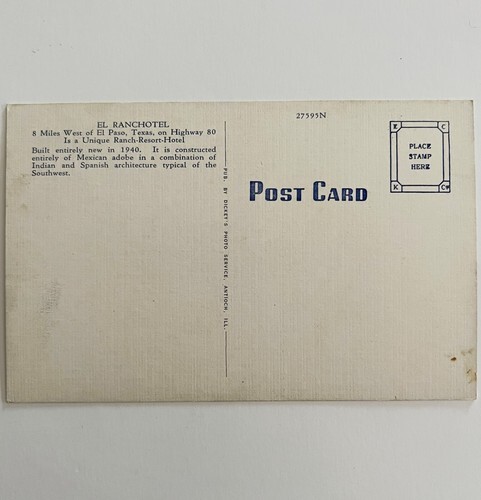 EL RANCHOTEL
8 Miles West of El Paso, Texas, on Highway 80
Is a Unique Ranch-Resort-Hotel
Built entirely new in 1940. It is constructed
entirely of Mexican adobe in a combination of
Indian and Spanish architecture typical of the
Southwest.
PUB. BY DICKEY'S PHOTO SERVICE, ANTIOCH, ILL.
27595N
POST CARD
E C
PLACE
STAMP
HERE
K Co